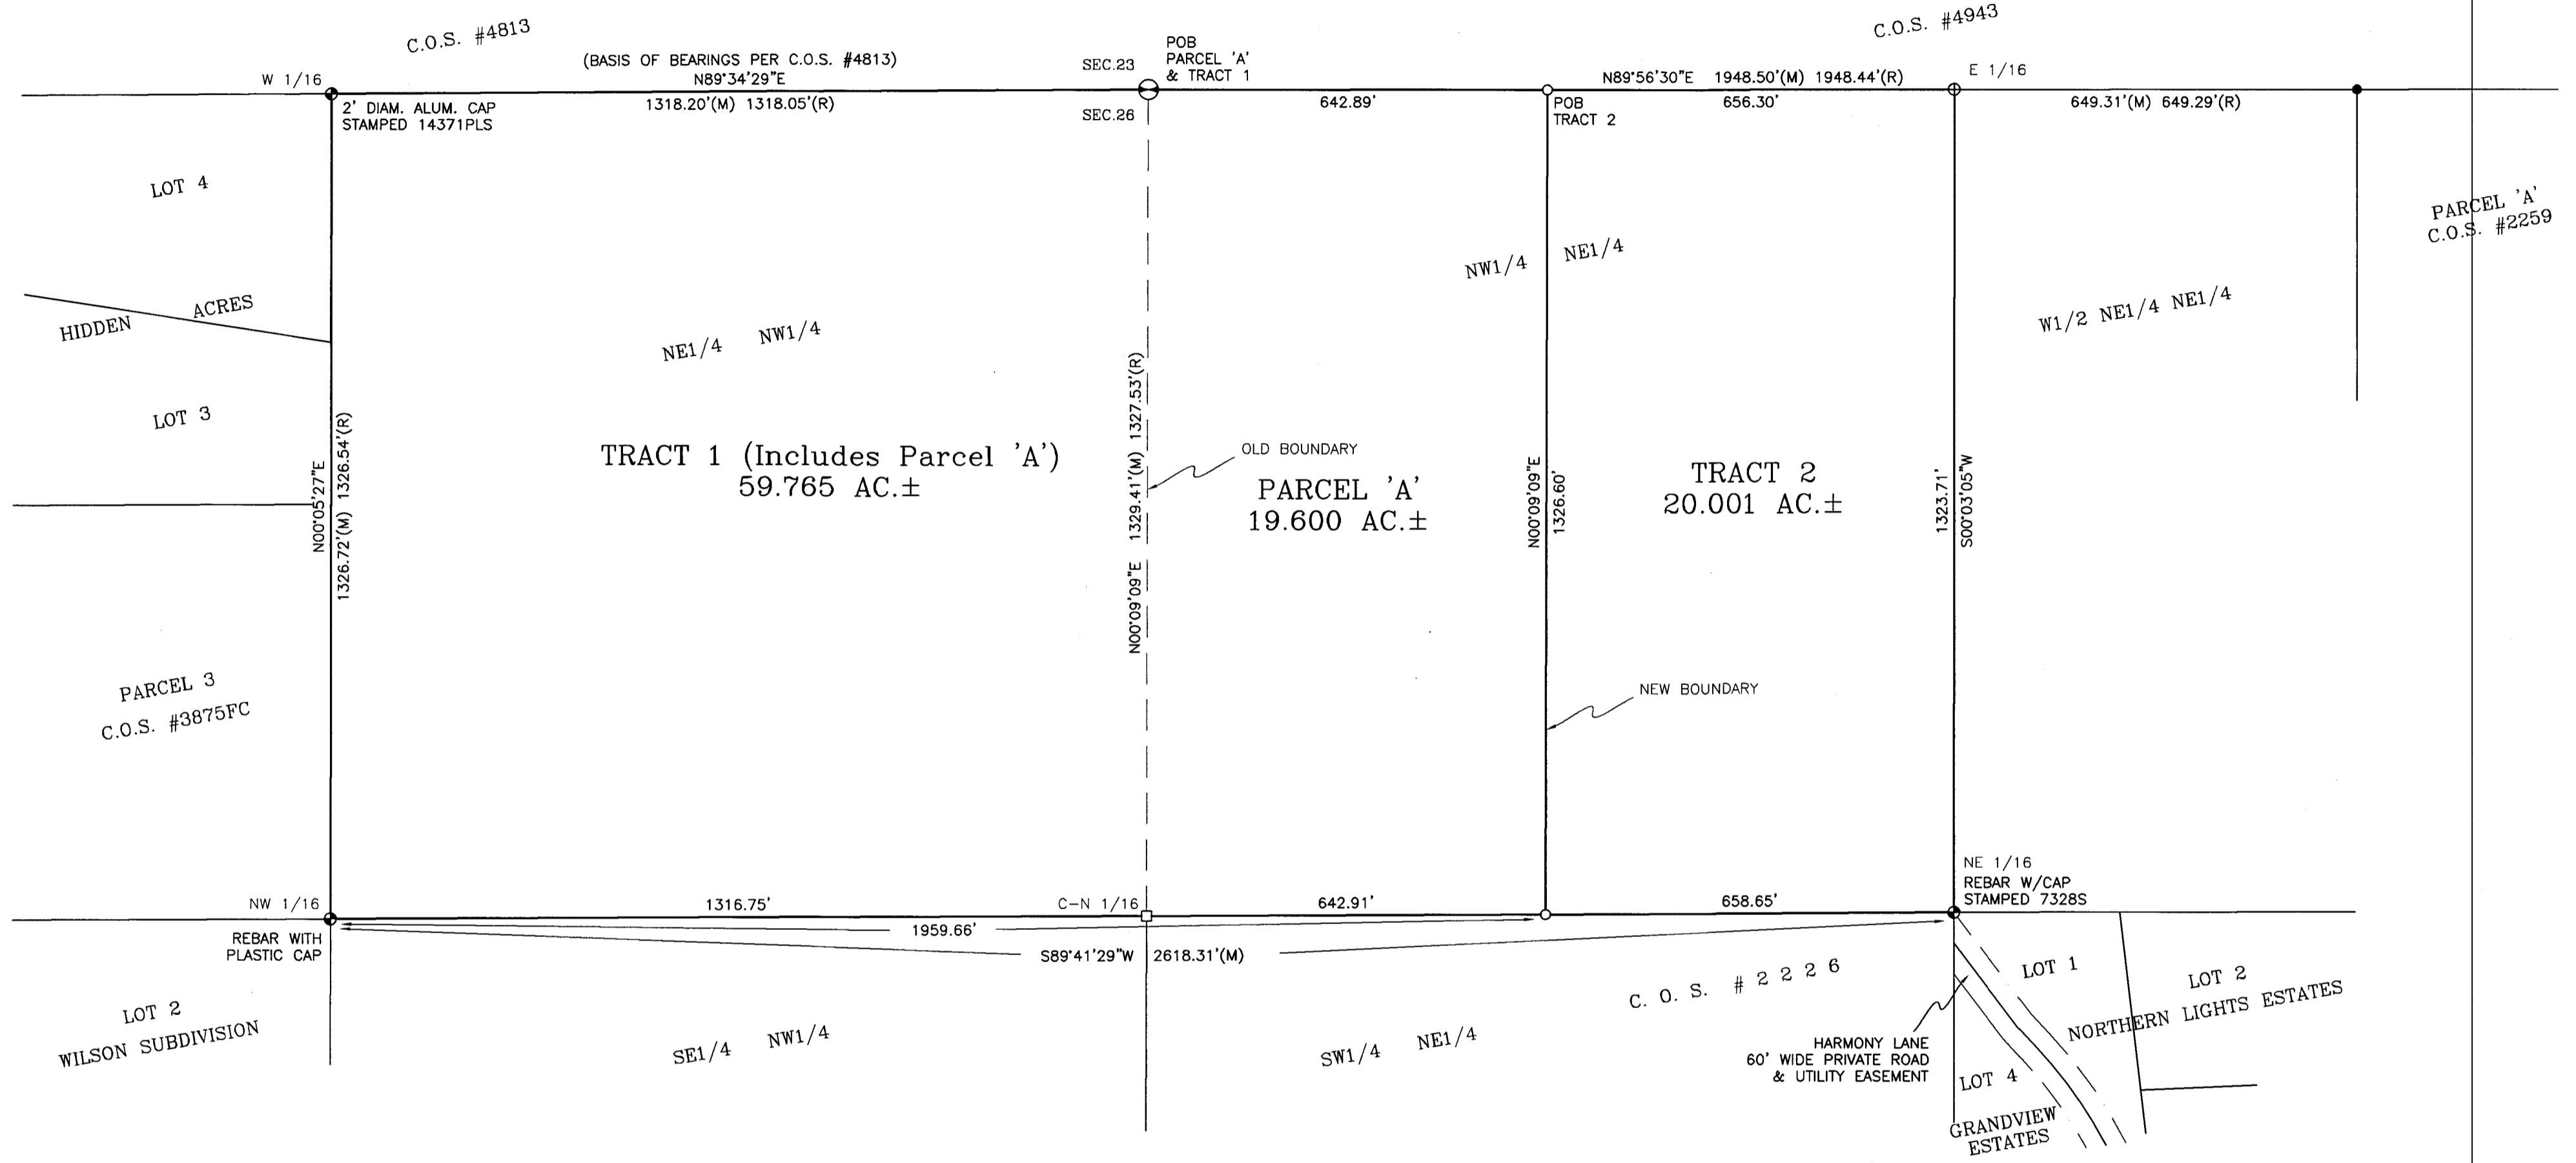 C.O.S. #4813
C.O.S. #4943
(BASIS OF BEARINGS PER C.O.S. #4813)
N89°34'29"E
1318.20'(M) 1318.05'(R)
W 1/16
2' DIAM. ALUM. CAP
STAMPED 14371PLS
SEC.23
SEC.26
POB
PARCEL 'A'
& TRACT 1
642.89'
POB
TRACT 2
N89°56'30"E 1948.50'(M) 1948.44'(R)
656.30'
E 1/16
649.31'(M) 649.29'(R)
LOT 4
HIDDEN ACRES
LOT 3
PARCEL 3
C.O.S. #3875FC
N00°05'27"E
1326.72'(M) 1326.54'(R)
NE1/4 NW1/4
TRACT 1 (Includes Parcel 'A')
59.765 AC.±
N00°09'09"E 1329.41'(M) 1327.53'(R)
OLD BOUNDARY
PARCEL 'A'
19.600 AC.±
NW1/4 NE1/4
N00°09'09"E
1326.60'
NEW BOUNDARY
TRACT 2
20.001 AC.±
1323.71'
S00°03'05"W
W1/2 NE1/4 NE1/4
PARCEL 'A'
C.O.S. #2259
NW 1/16
REBAR WITH
PLASTIC CAP
1316.75'
C-N 1/16
642.91'
658.65'
1959.66'
S89°41'29"W 2618.31'(M)
NE 1/16
REBAR W/CAP
STAMPED 7328S
LOT 2
WILSON SUBDIVISION
SE1/4 NW1/4
SW1/4 NE1/4
C. O. S. # 2 2 2 6
HARMONY LANE
60' WIDE PRIVATE ROAD
& UTILITY EASEMENT
LOT 1
LOT 2
NORTHERN LIGHTS ESTATES
LOT 4
GRANDVIEW
ESTATES